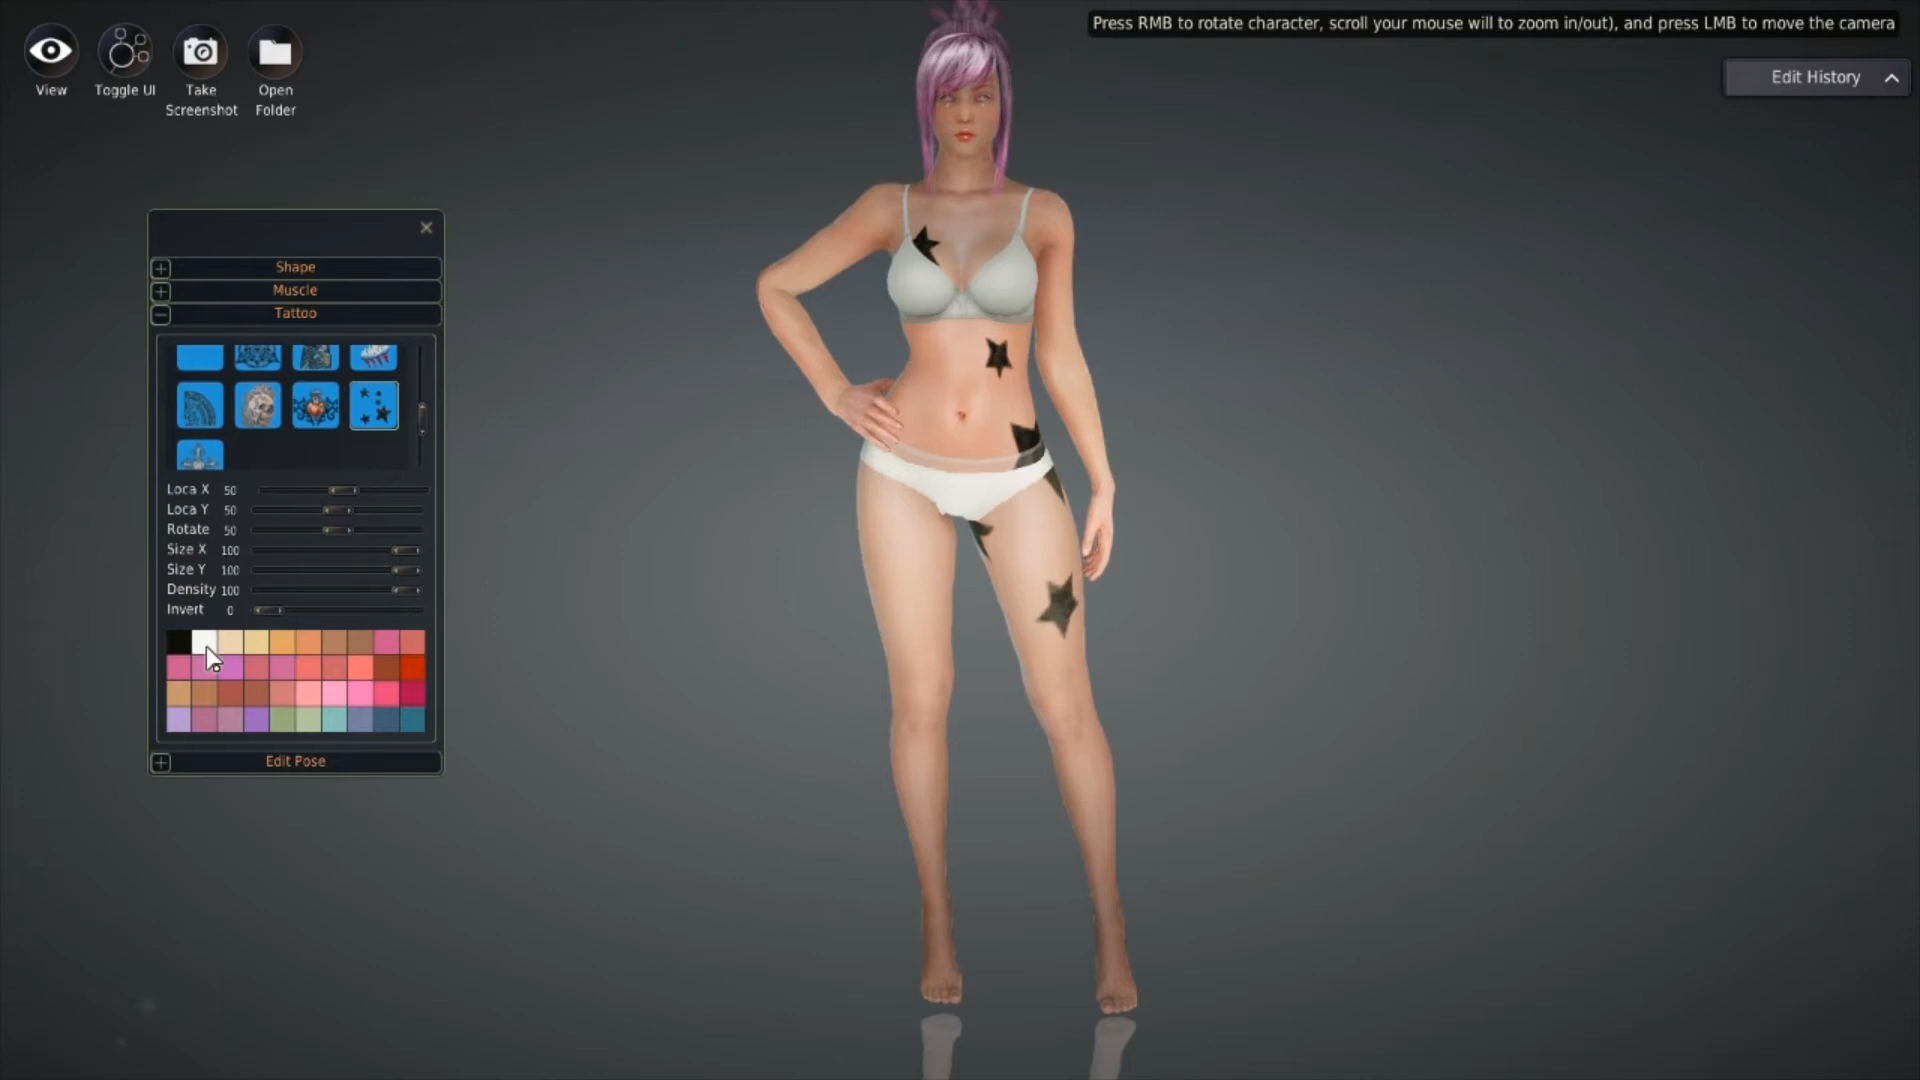 Press RMB to rotate character, scroll your mouse will to zoom in/out), and press LMB to move the camera
View
Toggle UI
Take
Screenshot
Open
Folder
Edit History
Shape
Muscle
Tattoo
Loca X 50
Loca Y 50
Rotate 50
Size X 100
Size Y 100
Density 100
Invert 0
Edit Pose